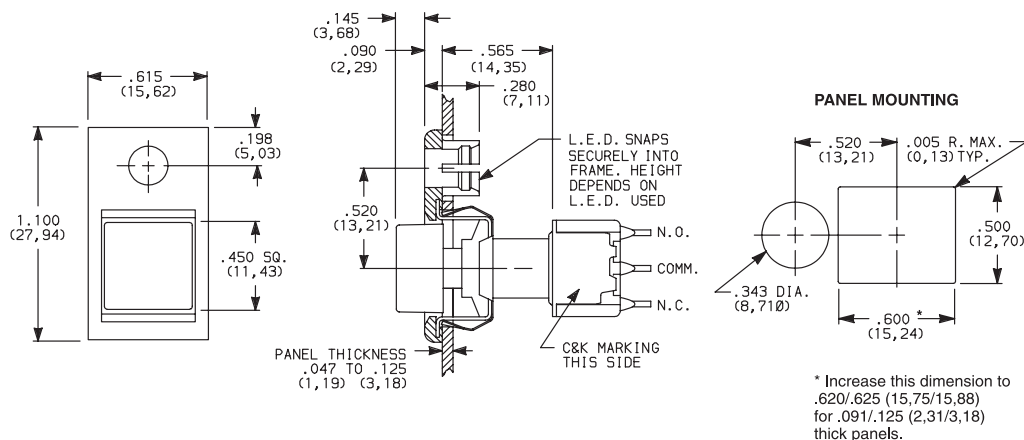 .615
(15,62)
.198
(5,03)
1.100
(27,94)
.450 SQ.
(11,43)
.145
(3,68)
.090
(2,29)
.565
(14,35)
.280
(7,11)
L.E.D. SNAPS
SECURELY INTO
FRAME. HEIGHT
DEPENDS ON
L.E.D. USED
.520
(13,21)
N.O.
COMM.
N.C.
PANEL THICKNESS
.047 TO .125
(1,19) (3,18)
C&K MARKING
THIS SIDE
PANEL MOUNTING
.520
(13,21)
.005 R. MAX.
(0,13) TYP.
.500
(12,70)
.343 DIA.
(8,710)
.600 *
(15,24)
* Increase this dimension to
.620/.625 (15,75/15,88)
for .091/.125 (2,31/3,18)
thick panels.